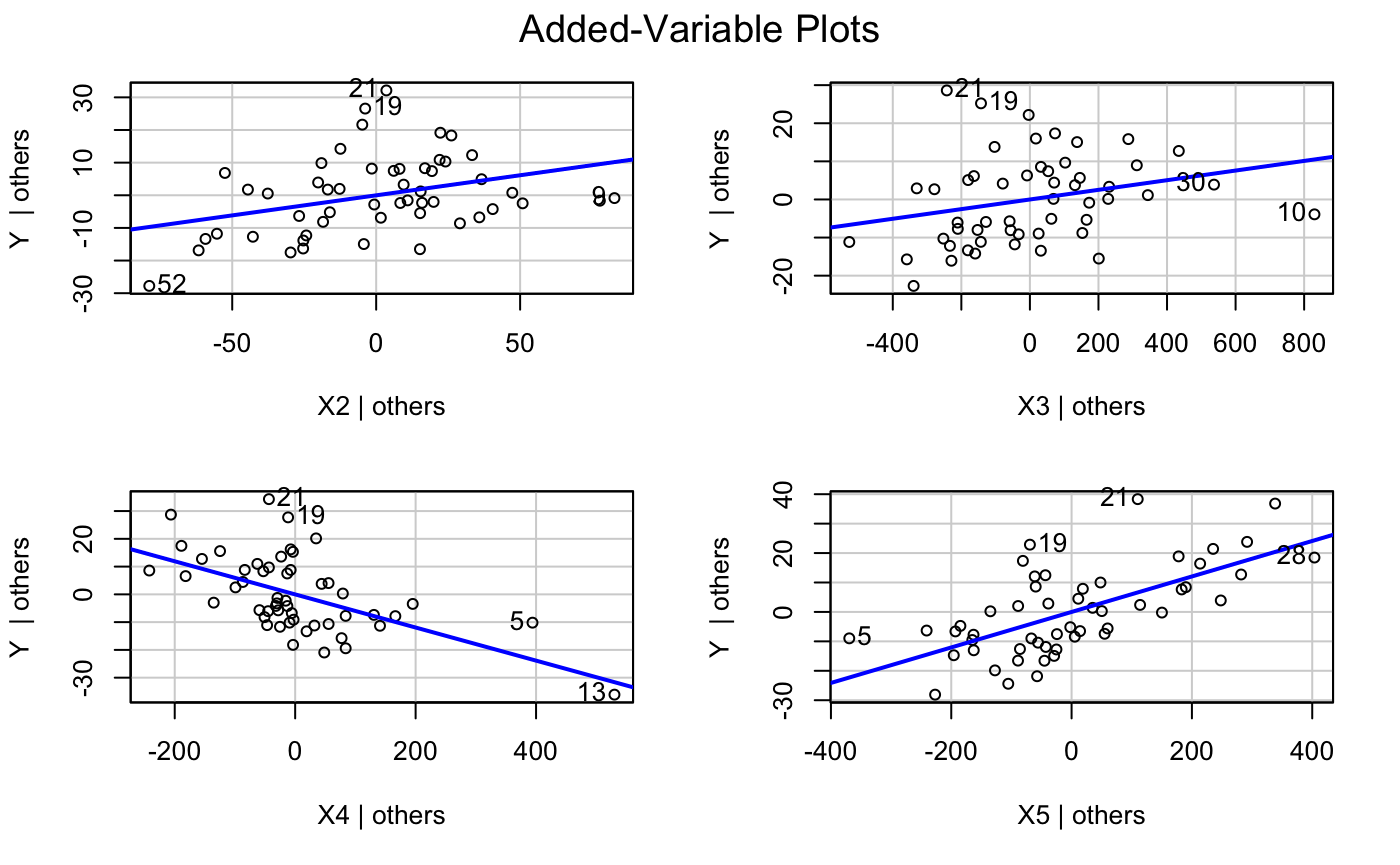 Added-Variable Plots
Y | others
-30 -10 10 30
21
19
9
52
-50 0 50
X2 | others
Y | others
-20 0 20
21
19
30
10
-400 0 200 400 600 800
X3 | others
Y | others
-30 0 20
21
19
5
13
-200 0 200 400
X4 | others
Y | others
-30 0 20 40
21
19
2
5
-400 -200 0 200 400
X5 | others